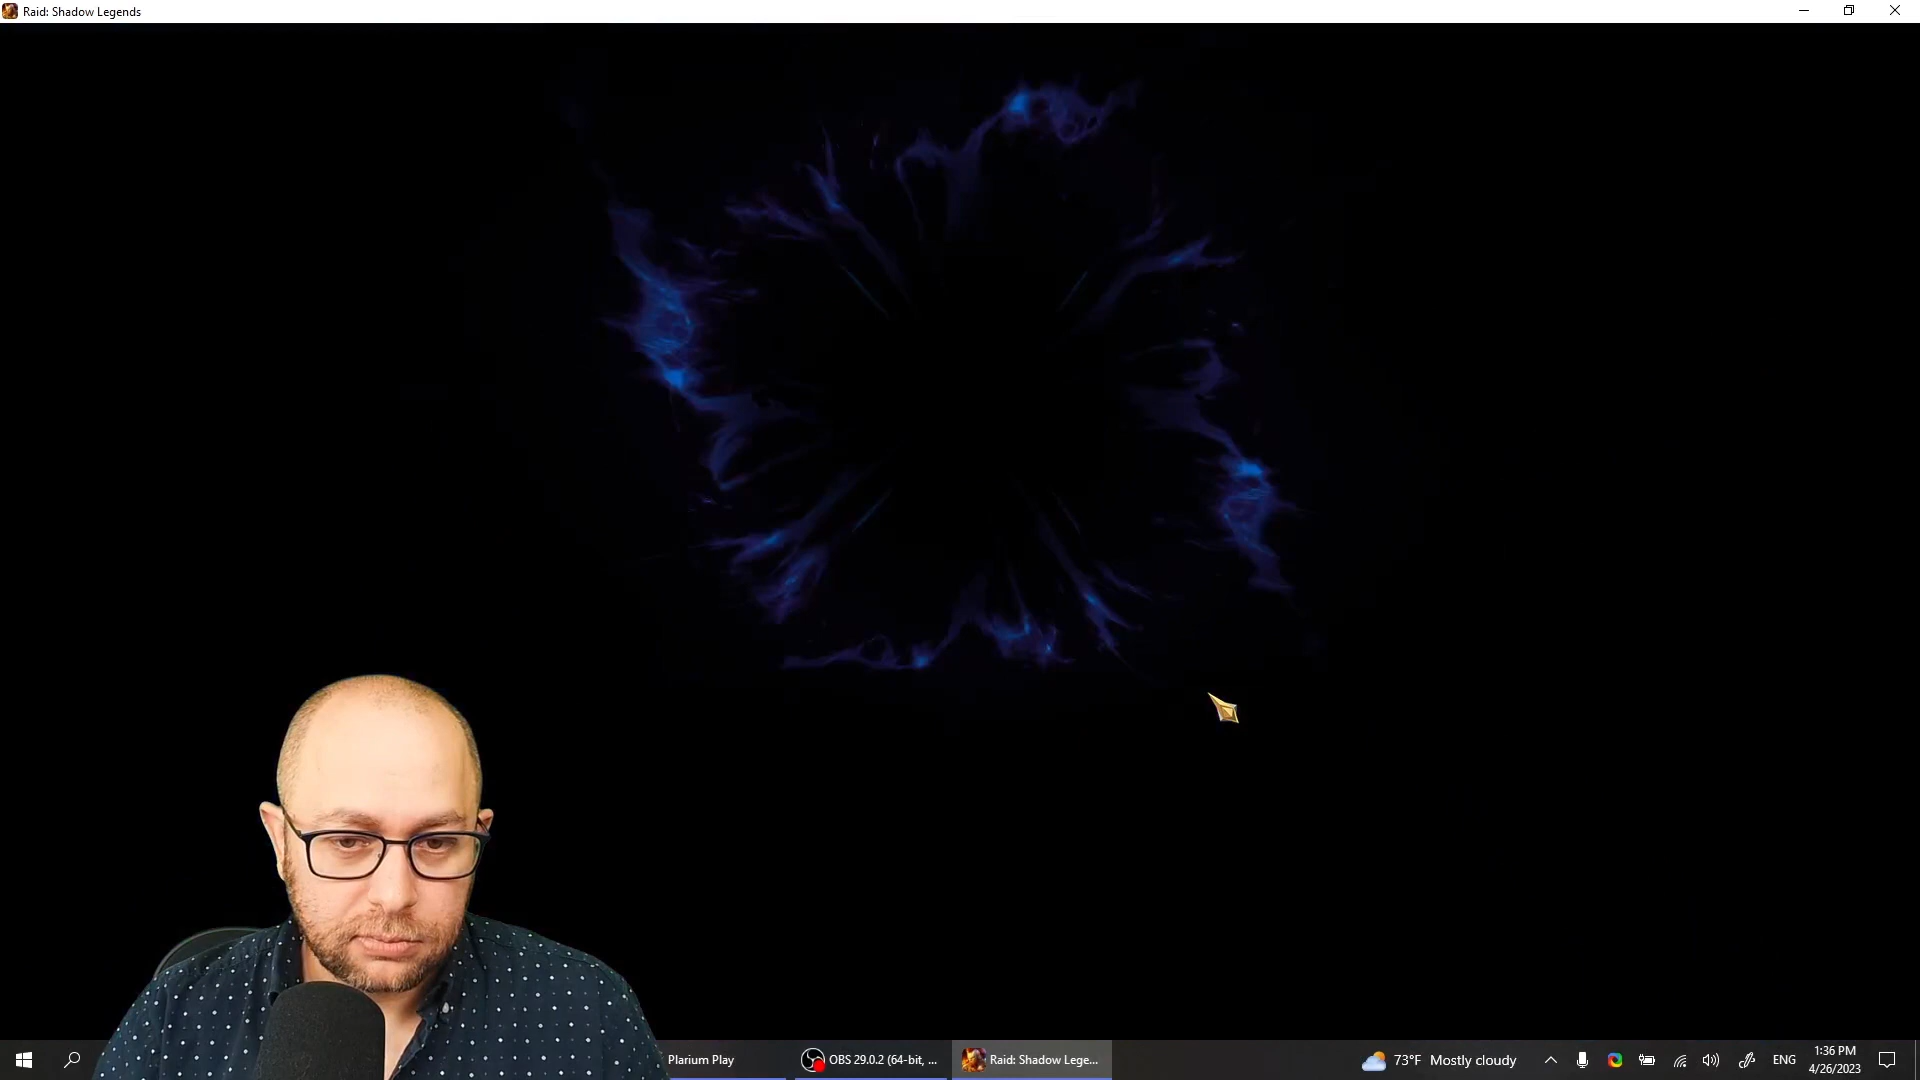 Raid: Shadow Legends
Plarium Play
OBS 29.0.2 (64-bit, ...
Raid: Shadow Lege...
73°F Mostly cloudy
ENG
1:36 PM
4/26/2023